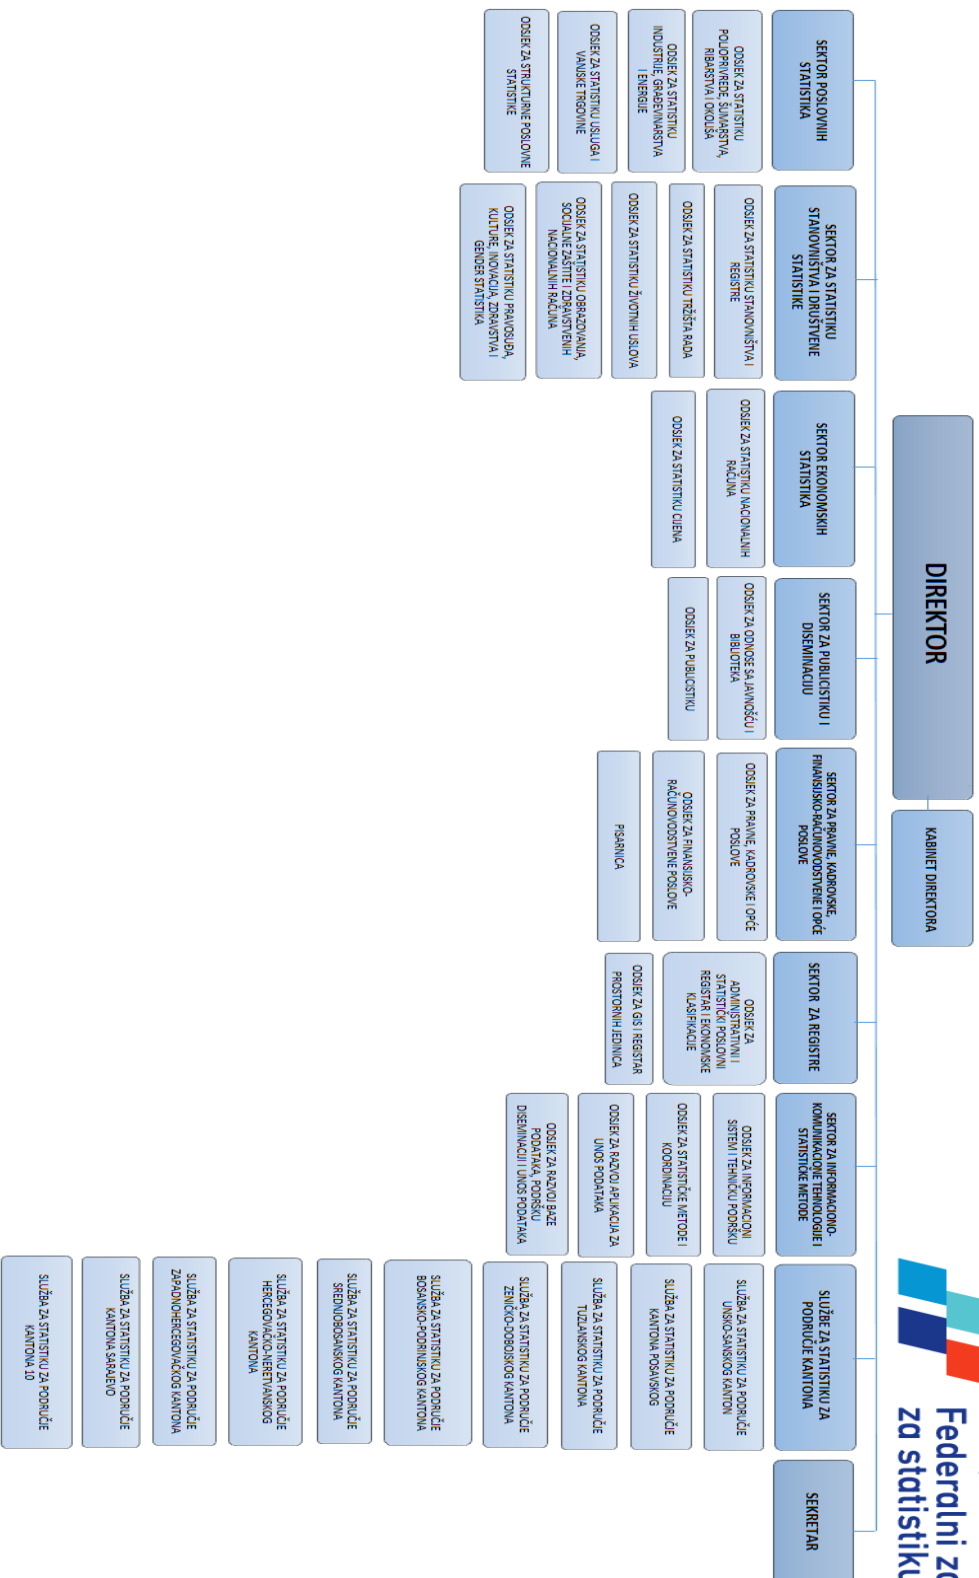 Federalni
za statistiku
DIREKTOR
KABINET DIREKTORA
SEKTOR POSLOVNIH
STATISTIKA
ODSJEK ZA STATISTIKU
POLJOPRIVREDE, ŠUMARSTVA,
RIBARSTVA I OKOLIŠA
ODSJEK ZA STATISTIKU
INDUSTRIJE, GRAĐEVINARSTVA
I ENERGIJE
ODSJEK ZA STATISTIKU USLUGA I
VANJSKE TRGOVINE
ODSJEK ZA STRUKTURNE POSLOVNE
STATISTIKE
SEKTOR ZA STATISTIKU
STANOVNIŠTVA I DRUŠTVENE
STATISTIKE
ODSJEK ZA STATISTIKU STANOVNIŠTVA I
REGISTRE
ODSJEK ZA STATISTIKU TRŽIŠTA RADA
ODSJEK ZA STATISTIKU ŽIVOTNIH USLOVA
ODSJEK ZA STATISTIKU OBRAZOVANJA,
SOCIJALNE ZAŠTITE I ZDRAVSTVENIH
NACIONALNIH RAČUNA
ODSJEK ZA STATISTIKU PRAVOSUĐA,
KULTURE, INOVACIJA, ZDRAVSTVA I
GENDER STATISTIKA
SEKTOR EKONOMSKIH
STATISTIKA
ODSJEK ZA STATISTIKU NACIONALNIH
RAČUNA
ODSJEK ZA STATISTIKU CIJENA
SEKTOR ZA PUBLICISTIKU I
DISEMINACIJU
ODSJEK ZA ODNOSE SA JAVNOŠĆU I
BIBLIOTEKA
ODSJEK ZA PUBLICISTIKU
SEKTOR ZA PRAVNE, KADROVSKE,
FINANSIJSKO-RAČUNOVODSTVENE I OPĆE
POSLOVE
ODSJEK ZA PRAVNE, KADROVSKE I OPĆE
POSLOVE
ODSJEK ZA FINANSIJSKO-
RAČUNOVODSTVENE POSLOVE
PISARNICA
SEKTOR ZA REGISTRE
ODSJEK ZA
ADMINISTRATIVNI I
STATISTIČKI POSLOVNI
REGISTAR I EKONOMSKE
KLASIFIKACIJE
ODSJEK ZA GIS I REGISTAR
PROSTORNIH JEDINICA
SEKTOR ZA INFORMACIONO-
KOMUNIKACIONE TEHNOLOGIJE I
STATISTIČKE METODE
ODSJEK ZA INFORMACIONI
SISTEM I TEHNIČKU PODRŠKU
ODSJEK ZA STATISTIČKE METODE I
KOORDINACIJU
ODSJEK ZA RAZVOJ APLIKACIJA ZA
UNOS PODATAKA
ODSJEK ZA RAZVOJ BAZE
PODATAKA, PODRŠKU
DISEMINACIJI I UNOS PODATAKA
SLUŽBE ZA STATISTIKU ZA
PODRUČJE KANTONA
SLUŽBA ZA STATISTIKU ZA PODRUČJE
UNSKO-SANSKOG KANTON
SLUŽBA ZA STATISTIKU ZA PODRUČJE
KANTONA POSAVSKOG
SLUŽBA ZA STATISTIKU ZA PODRUČJE
TUZLANSKOG KANTONA
SLUŽBA ZA STATISTIKU ZA PODRUČJE
ZENIČKO-DOBOJSKOG KANTONA
SLUŽBA ZA STATISTIKU ZA PODRUČJE
BOSANSKO-PODRINJSKOG KANTONA
SLUŽBA ZA STATISTIKU ZA PODRUČJE
SREDNJOBOSANSKOG KANTONA
SLUŽBA ZA STATISTIKU ZA PODRUČJE
HERCEGOVAČKO-NERETVANSKOG
KANTONA
SLUŽBA ZA STATISTIKU ZA PODRUČJE
ZAPADNOHERCEGOVAČKOG KANTONA
SLUŽBA ZA STATISTIKU ZA PODRUČJE
KANTONA SARAJEVO
SLUŽBA ZA STATISTIKU ZA PODRUČJE
KANTONA 10
SEKRETAR